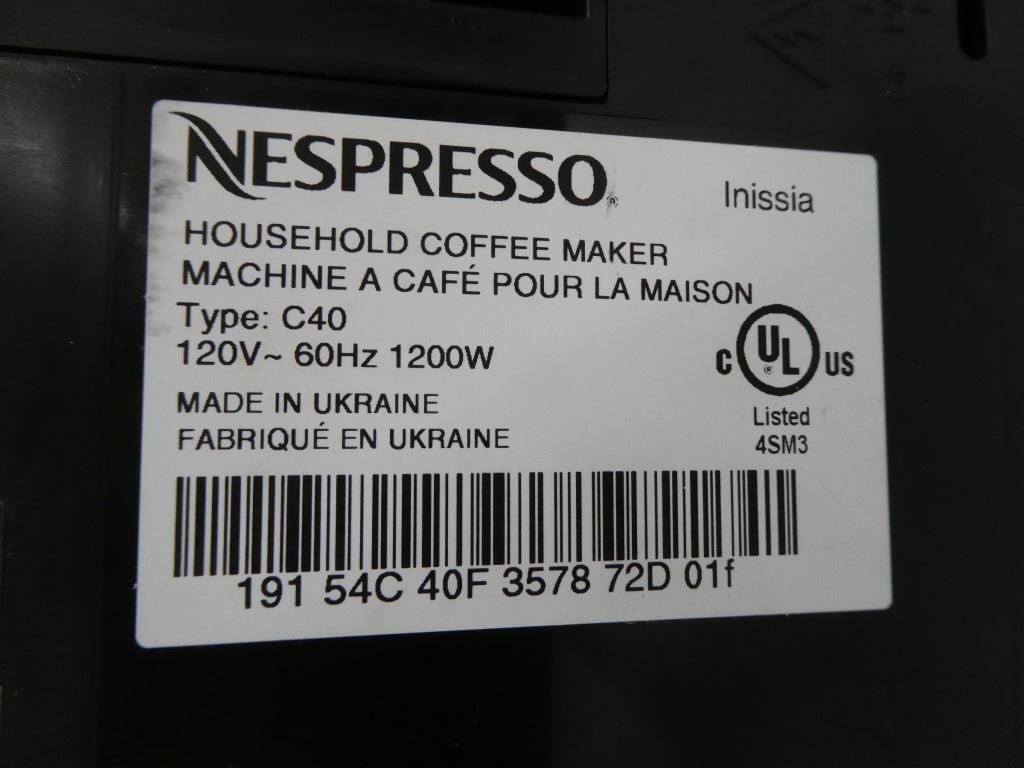 NESPRESSO®
Inissia
HOUSEHOLD COFFEE MAKER
MACHINE A CAFÉ POUR LA MAISON
Type: C40
120V~ 60Hz 1200W
C UL® US
MADE IN UKRAINE
FABRIQUÉ EN UKRAINE
Listed
4SM3
191 54C 40F 3578 72D 01f